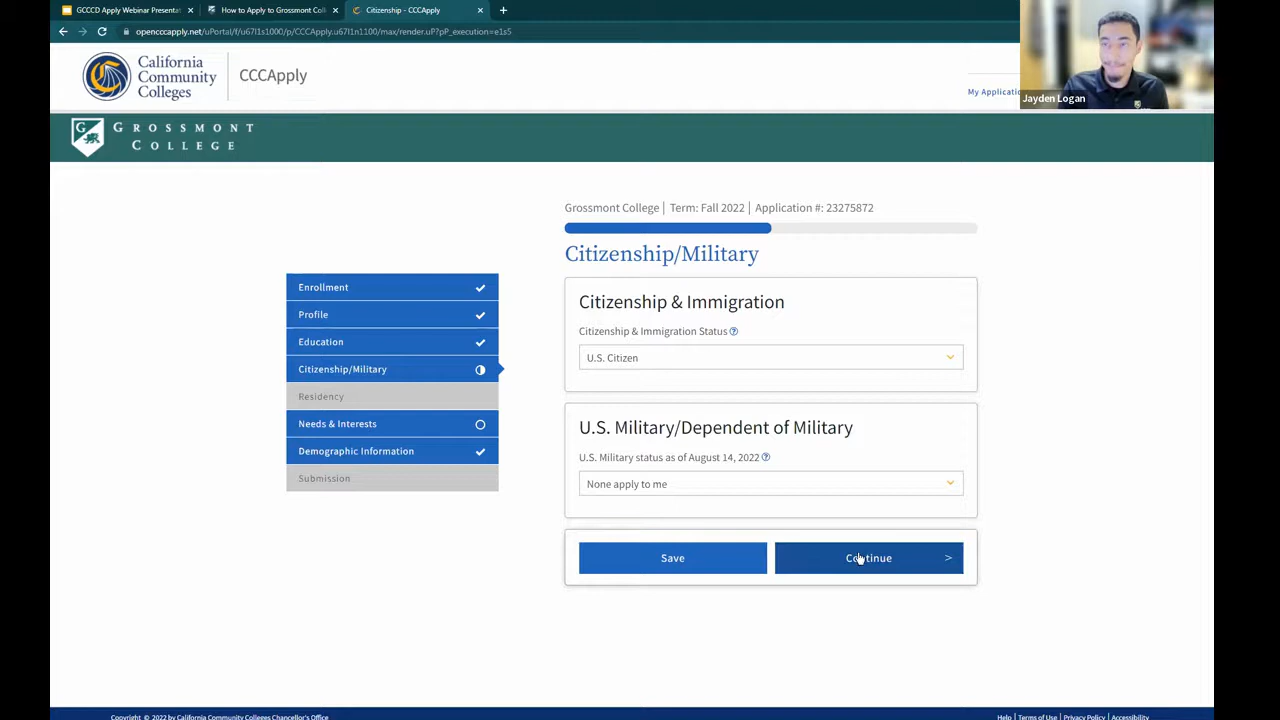 GCCCD Apply Webinar Presentat
How to Apply to Grossmont Coll
Citizenship - CCCApply
opencccapply.net/uPortal/f/u67l1s1000/p/CCCApply.u67l1n1100/max/render.uP?pP_execution=e1s5
California
Community
Colleges
CCCApply
My Applicatio
Jayden Logan
GROSSMONT
COLLEGE
Grossmont College | Term: Fall 2022 | Application #: 23275872
Citizenship/Military
Enrollment
Profile
Education
Citizenship/Military
Residency
Needs & Interests
Demographic Information
Submission
Citizenship & Immigration
Citizenship & Immigration Status
U.S. Citizen
U.S. Military/Dependent of Military
U.S. Military status as of August 14, 2022
None apply to me
Save
Continue >
Copyright © 2022 by California Community Colleges Chancellor's Office
Help | Terms of Use | Privacy Policy | Accessibility